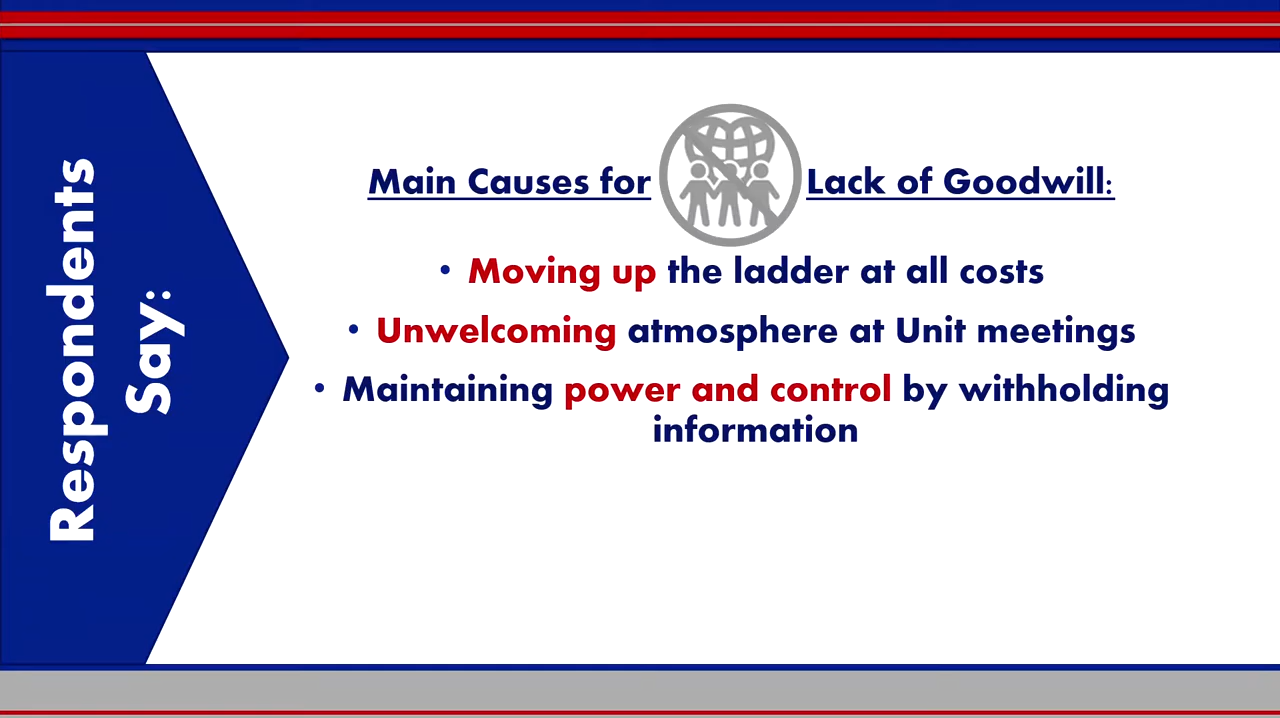 Respondents
Say:
Main Causes for Lack of Goodwill:
• Moving up the ladder at all costs
• Unwelcoming atmosphere at Unit meetings
• Maintaining power and control by withholding
information